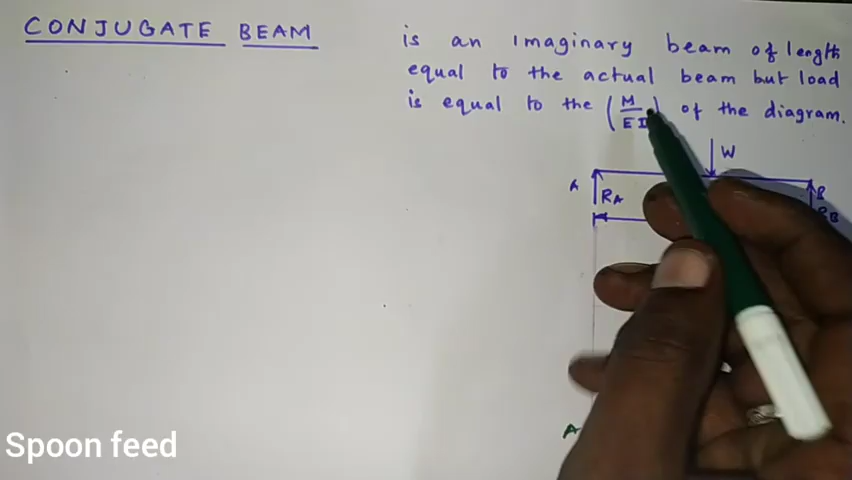 CONJUGATE BEAM
is an imaginary beam of length
equal to the actual beam but load
is equal to the (M/EI) of the diagram.
W
A
RA
B
RB
A
Spoon feed